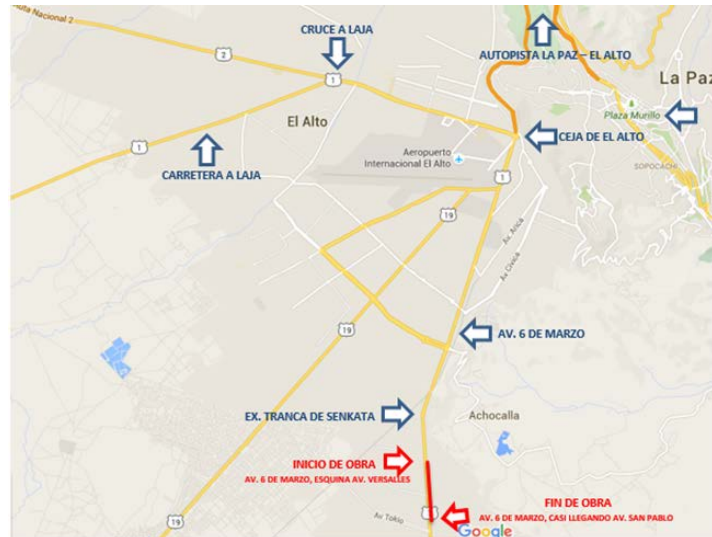 Ruta Nacional 2
2
CRUCE A LAJA
1
AUTOPISTA LA PAZ – EL ALTO
La Paz
Plaza Murillo
El Alto
CEJA DE EL ALTO
Aeropuerto
Internacional El Alto
SOPOCACHI
1
CARRETERA A LAJA
1
19
Av. Arica
Av. Cívica
19
AV. 6 DE MARZO
EX. TRANCA DE SENKATA
Achocalla
INICIO DE OBRA
AV. 6 DE MARZO, ESQUINA AV. VERSALLES
FIN DE OBRA
AV. 6 DE MARZO, CASI LLEGANDO AV. SAN PABLO
1
19
Av Tokio
Google